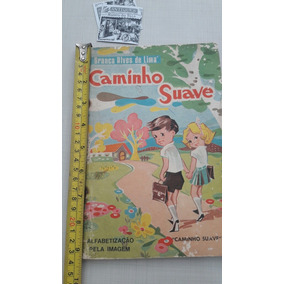 Branca Alves de Lima
Caminho
Suave
ALFABETIZAÇÃO
PELA IMAGEM
CAMINHO SUAVE